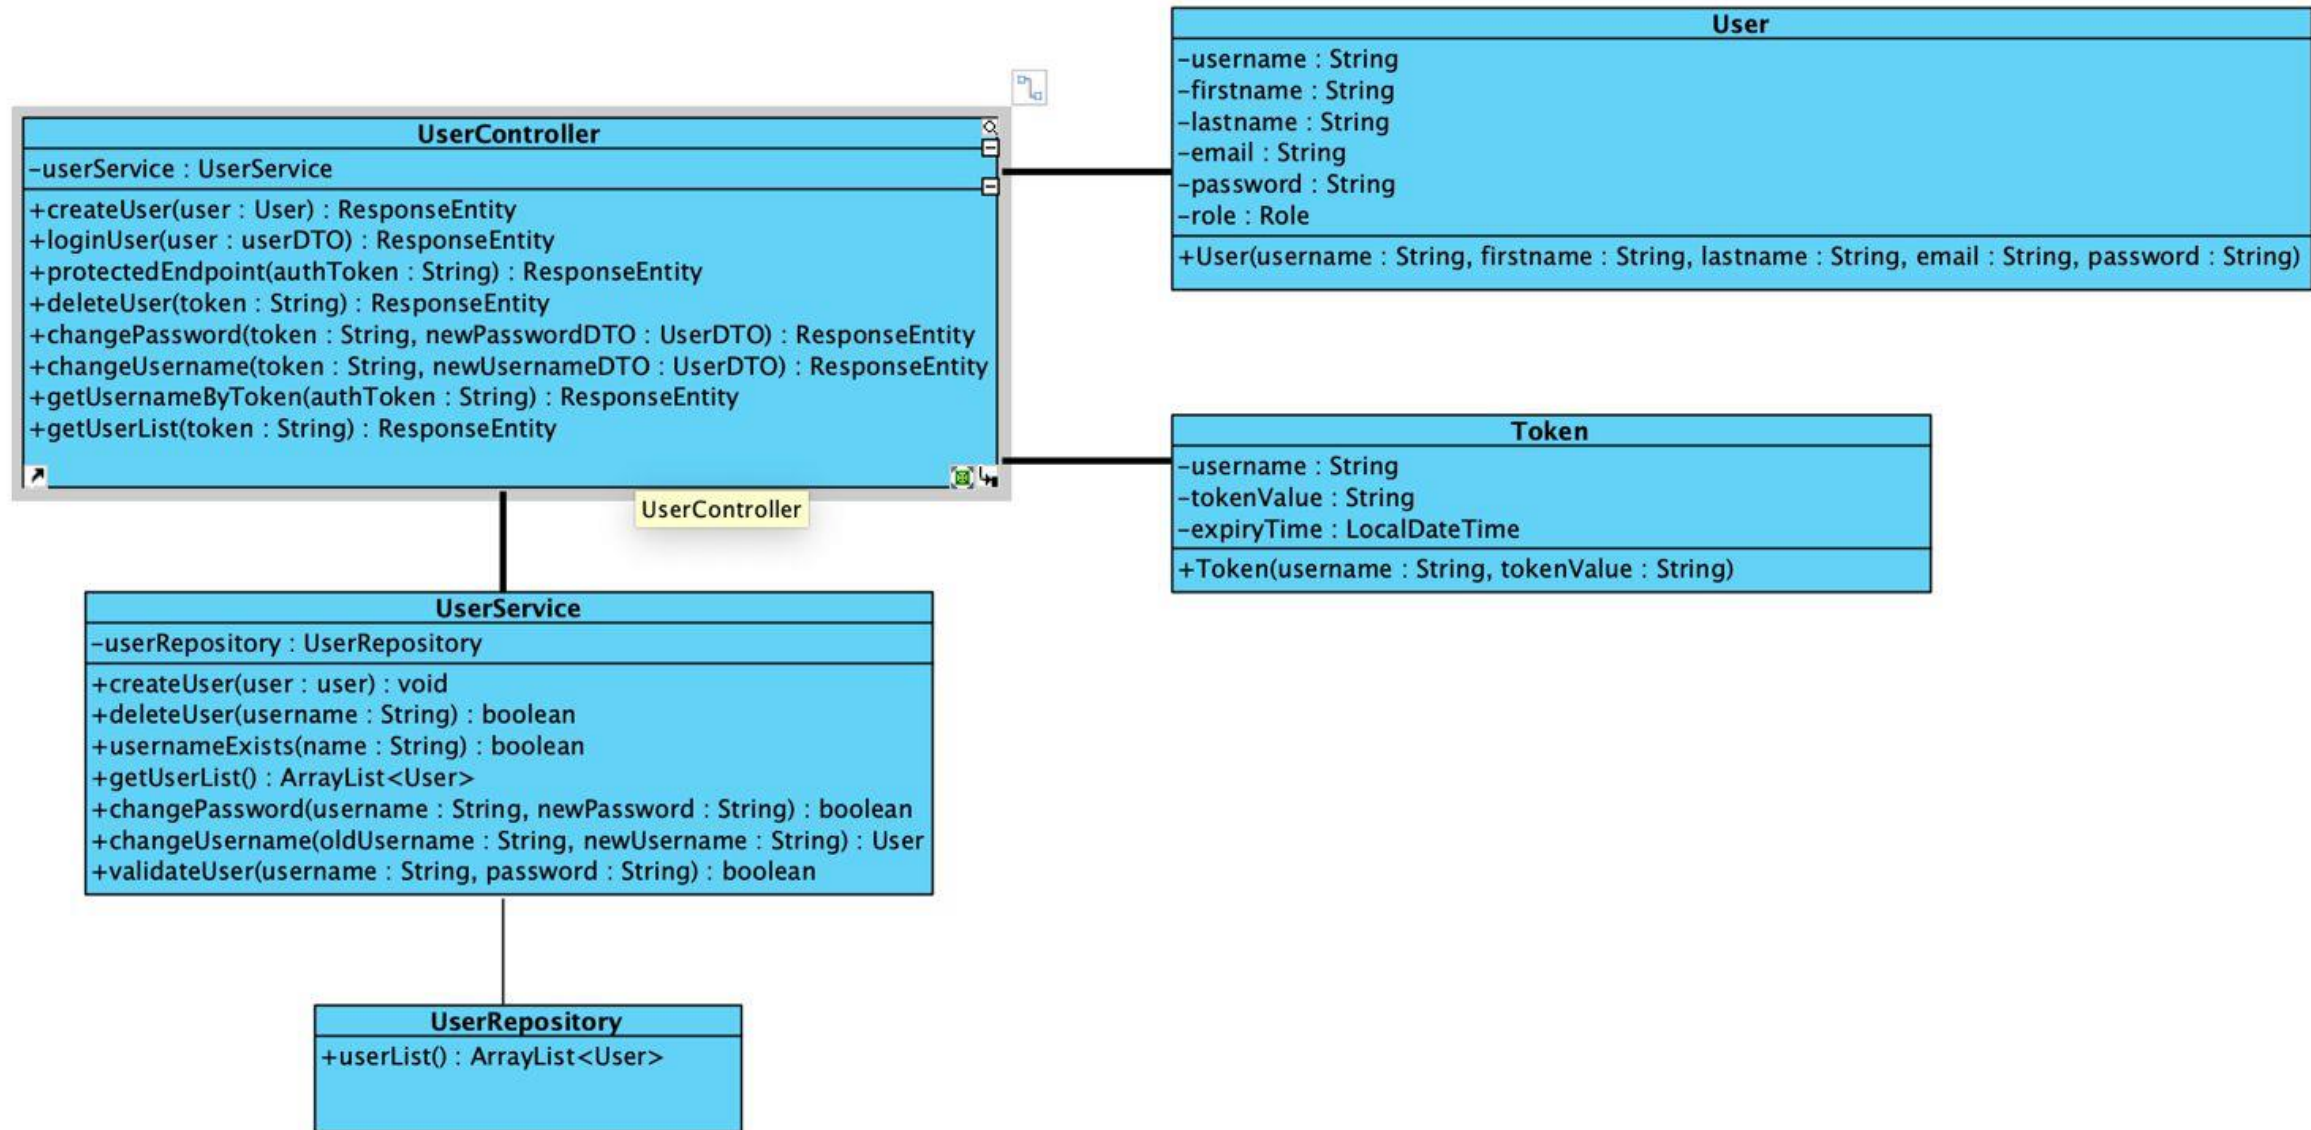 UserController
-userService : UserService
+createUser(user : User) : ResponseEntity
+loginUser(user : userDTO) : ResponseEntity
+protectedEndpoint(authToken : String) : ResponseEntity
+deleteUser(token : String) : ResponseEntity
+changePassword(token : String, newPasswordDTO : UserDTO) : ResponseEntity
+changeUsername(token : String, newUsernameDTO : UserDTO) : ResponseEntity
+getUsernameByToken(authToken : String) : ResponseEntity
+getUserList(token : String) : ResponseEntity
UserController
User
-username : String
-firstname : String
-lastname : String
-email : String
-password : String
-role : Role
+User(username : String, firstname : String, lastname : String, email : String, password : String)
Token
-username : String
-tokenValue : String
-expiryTime : LocalDateTime
+Token(username : String, tokenValue : String)
UserService
-userRepository : UserRepository
+createUser(user : user) : void
+deleteUser(username : String) : boolean
+usernameExists(name : String) : boolean
+getUserList() : ArrayList<User>
+changePassword(username : String, newPassword : String) : boolean
+changeUsername(oldUsername : String, newUsername : String) : User
+validateUser(username : String, password : String) : boolean
UserRepository
+userList() : ArrayList<User>